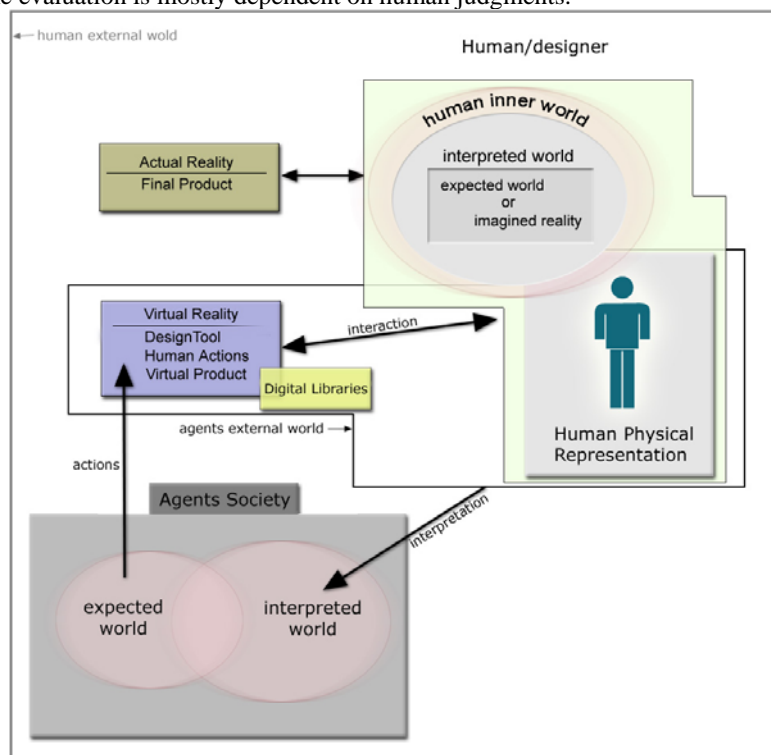 e evaluation is mostly dependent on human judgments.
human external wold
Human/designer
human inner world
interpreted world
expected world
or
imagined reality
Actual Reality
Final Product
Virtual Reality
DesignTool
Human Actions
Virtual Product
interaction
Digital Libraries
agents external world
Human Physical
Representation
actions
Agents Society
interpretation
expected
world
interpreted
world